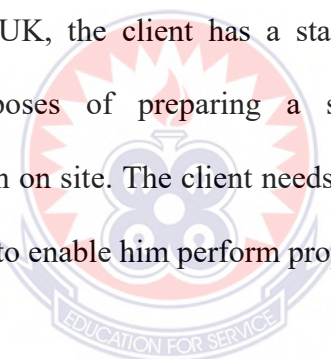 UK, the client has a sta
poses of preparing a s
n on site. The client needs
to enable him perform pro
EDUCATION FOR SERVICE